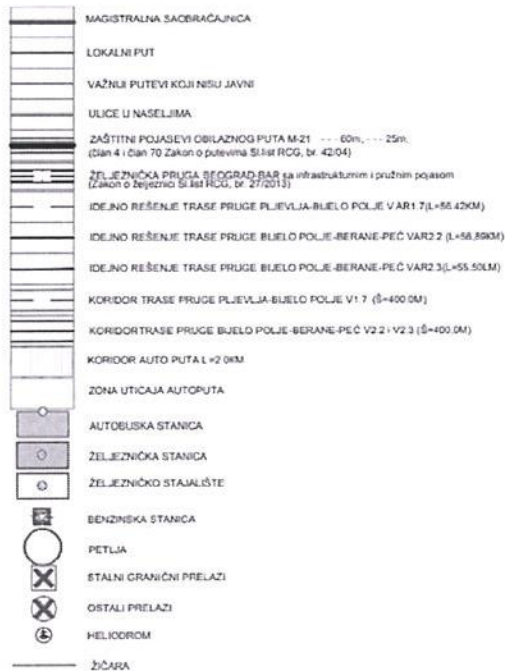 MAGISTRALNA SAOBRAĆAJNICA
LOKALNI PUT
VAŽNIJI PUTEVI KOJI NISU JAVNI
ULICE U NASELJIMA
ZAŠTITNI POJASEVI OBILAZNOG PUTA M-21 - - - 60m, - - - 25m,
(član 4 i član 70 Zakon o putevima Sl.list RCG, br. 42/04)
ŽELJEZNIČKA PRUGA BEOGRAD-BAR sa infrastrukturnim i pružnim pojasom
(Zakon o željeznici Sl.list RCG, br. 27/2013)
IDEJNO REŠENJE TRASE PRUGE PLJEVLJA-BIJELO POLJE VAR1.7(L=56.42KM)
IDEJNO REŠENJE TRASE PRUGE BIJELO POLJE-BERANE-PEĆ VAR2.2 (L=56,89KM)
IDEJNO REŠENJE TRASE PRUGE BIJELO POLJE-BERANE-PEĆ VAR2.3(L=55.50LM)
KORIDOR TRASE PRUGE PLJEVLJA-BIJELO POLJE V1.7 (Š=400.0M)
KORIDORTRASE PRUGE BIJELO POLJE-BERANE-PEĆ V2.2 i V2.3 (Š=400.0M)
KORIDOR AUTO PUTA L=2.0KM
ZONA UTICAJA AUTOPUTA
AUTOBUSKA STANICA
ŽELJEZNIČKA STANICA
ŽELJEZNIČKO STAJALIŠTE
BENZINSKA STANICA
PETLJA
STALNI GRANIČNI PRELAZI
OSTALI PRELAZI
HELIODROM
ŽIČARA